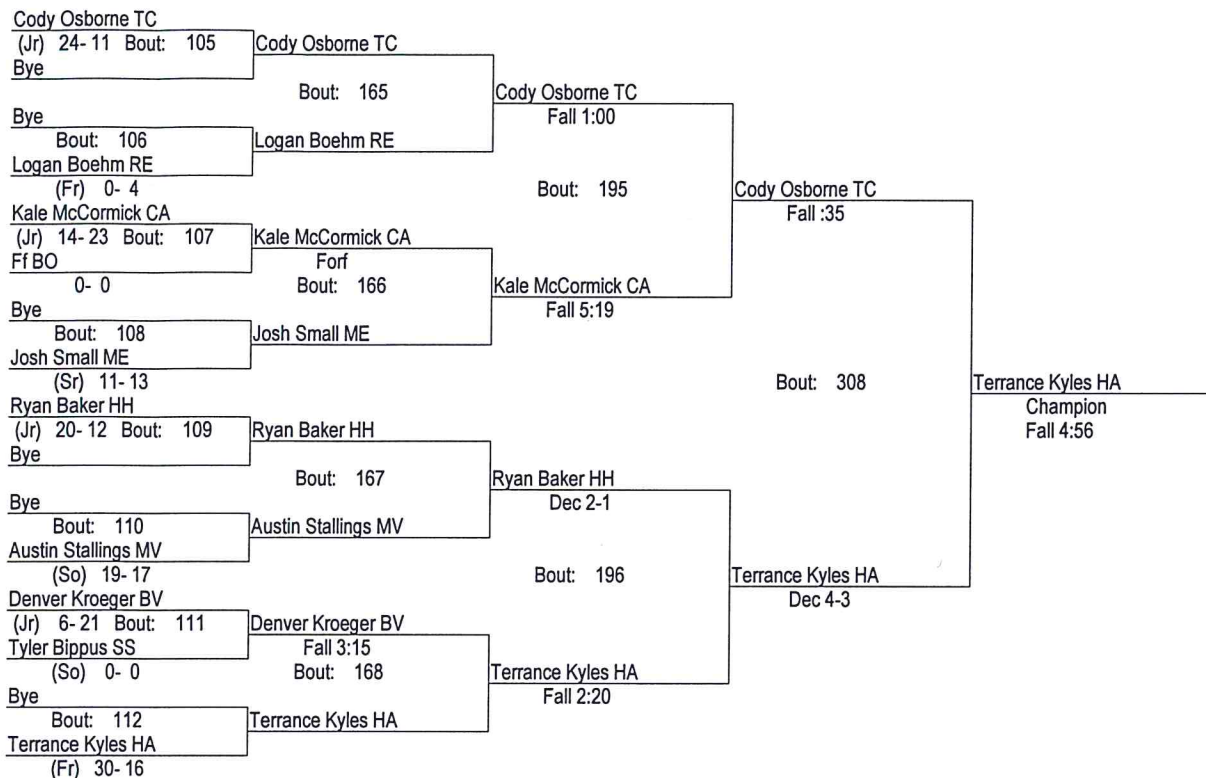 Cody Osborne TC
(Jr) 24- 11 Bout: 105
Bye
Cody Osborne TC
Bout: 165
Bye
Bout: 106
Logan Boehm RE
(Fr) 0- 4
Logan Boehm RE
Cody Osborne TC
Fall 1:00
Bout: 195
Kale McCormick CA
(Jr) 14- 23 Bout: 107
Ff BO
0- 0
Kale McCormick CA
Forf
Bout: 166
Bye
Bout: 108
Josh Small ME
(Sr) 11- 13
Josh Small ME
Kale McCormick CA
Fall 5:19
Cody Osborne TC
Fall :35
Bout: 308
Ryan Baker HH
(Jr) 20- 12 Bout: 109
Bye
Ryan Baker HH
Bout: 167
Bye
Bout: 110
Austin Stallings MV
(So) 19- 17
Austin Stallings MV
Ryan Baker HH
Dec 2-1
Bout: 196
Denver Kroeger BV
(Jr) 6- 21 Bout: 111
Tyler Bippus SS
(So) 0- 0
Denver Kroeger BV
Fall 3:15
Bout: 168
Bye
Bout: 112
Terrance Kyles HA
(Fr) 30- 16
Terrance Kyles HA
Terrance Kyles HA
Fall 2:20
Terrance Kyles HA
Dec 4-3
Terrance Kyles HA
Champion
Fall 4:56